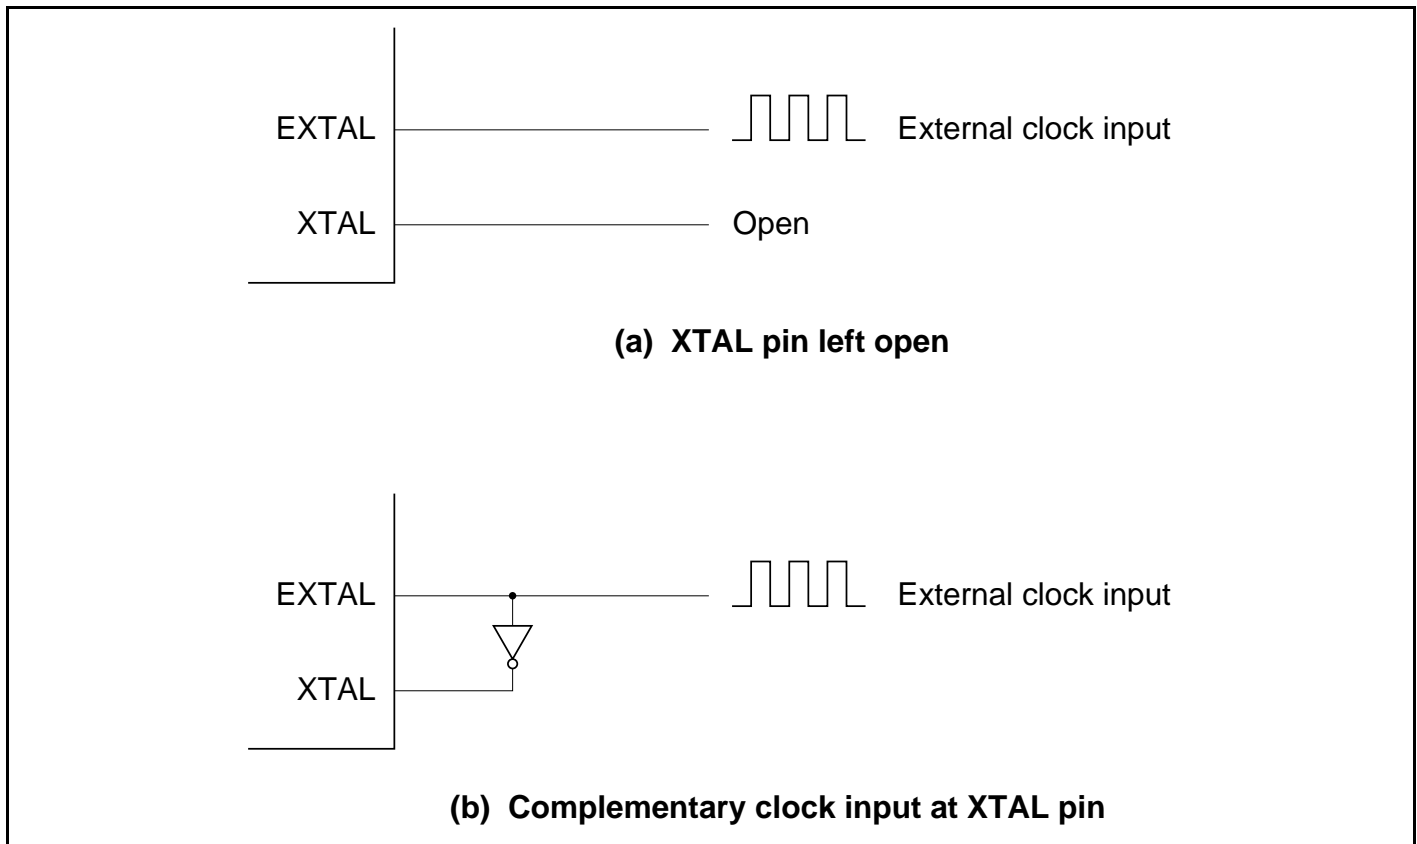 EXTAL External clock input
XTAL Open
(a) XTAL pin left open
EXTAL External clock input
XTAL
(b) Complementary clock input at XTAL pin